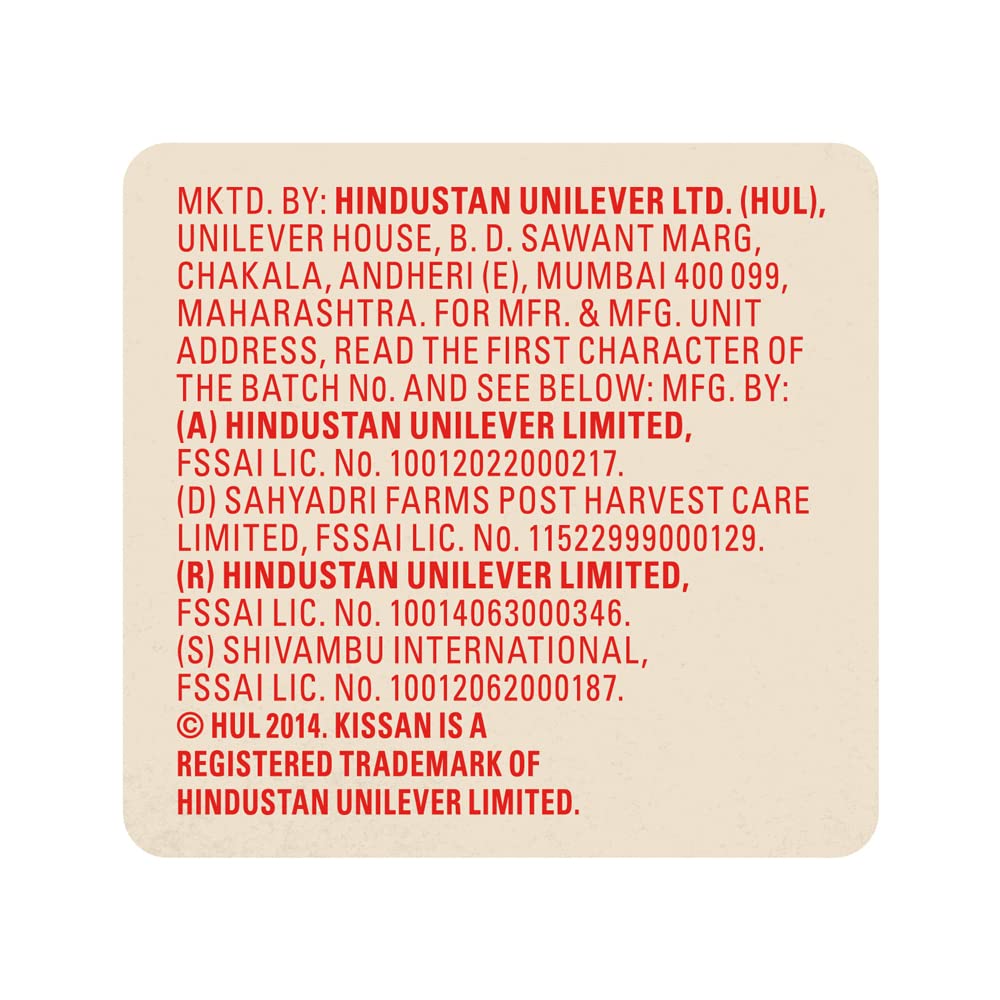 MKTD. BY: HINDUSTAN UNILEVER LTD. (HUL),
UNILEVER HOUSE, B. D. SAWANT MARG,
CHAKALA, ANDHERI (E), MUMBAI 400 099,
MAHARASHTRA. FOR MFR. & MFG. UNIT
ADDRESS, READ THE FIRST CHARACTER OF
THE BATCH No. AND SEE BELOW: MFG. BY:
(A) HINDUSTAN UNILEVER LIMITED,
FSSAI LIC. No. 10012022000217.
(D) SAHYADRI FARMS POST HARVEST CARE
LIMITED, FSSAI LIC. No. 11522999000129.
(R) HINDUSTAN UNILEVER LIMITED,
FSSAI LIC. No. 10014063000346.
(S) SHIVAMBU INTERNATIONAL,
FSSAI LIC. No. 10012062000187.
© HUL 2014. KISSAN IS A
REGISTERED TRADEMARK OF
HINDUSTAN UNILEVER LIMITED.